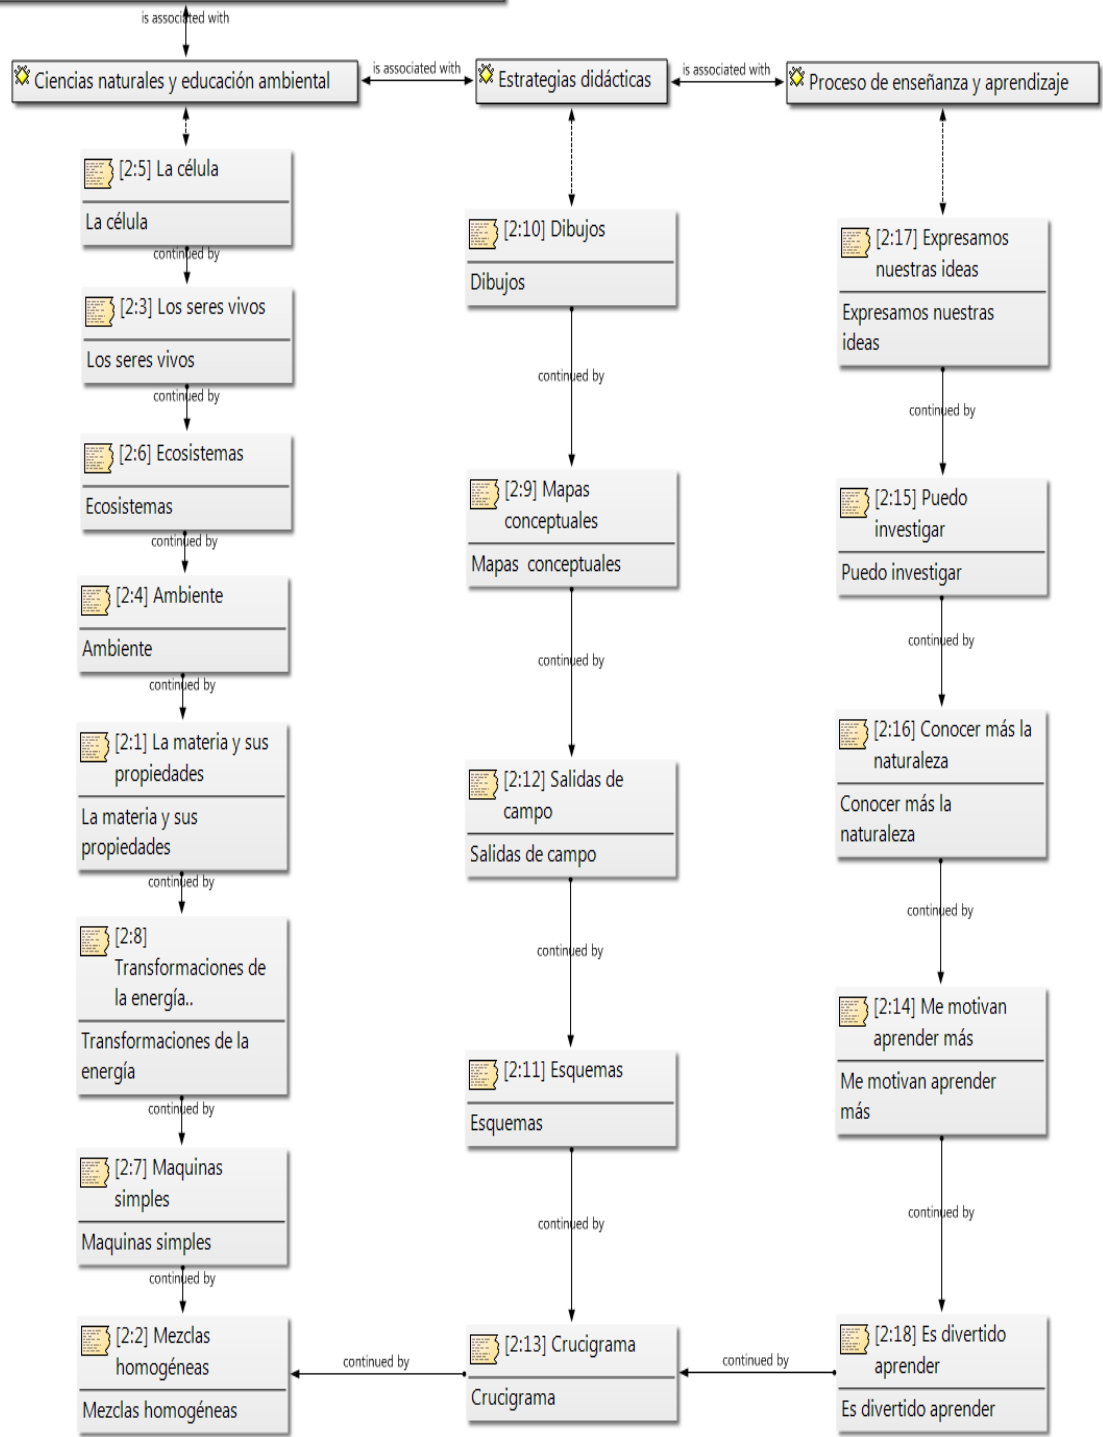 is associated with
Ciencias naturales y educación ambiental
is associated with
Estrategias didácticas
is associated with
Proceso de enseñanza y aprendizaje
[2:5] La célula
La célula
continued by
[2:3] Los seres vivos
Los seres vivos
continued by
[2:6] Ecosistemas
Ecosistemas
continued by
[2:4] Ambiente
Ambiente
continued by
[2:1] La materia y sus
propiedades
La materia y sus
propiedades
continued by
[2:8]
Transformaciones de
la energía..
Transformaciones de la
energía
continued by
[2:7] Maquinas
simples
Maquinas simples
continued by
[2:2] Mezclas
homogéneas
Mezclas homogéneas
[2:10] Dibujos
Dibujos
continued by
[2:9] Mapas
conceptuales
Mapas  conceptuales
continued by
[2:12] Salidas de
campo
Salidas de campo
continued by
[2:11] Esquemas
Esquemas
continued by
[2:13] Crucigrama
Crucigrama
continued by
[2:17] Expresamos
nuestras ideas
Expresamos nuestras
ideas
continued by
[2:15] Puedo
investigar
Puedo investigar
continued by
[2:16] Conocer más la
naturaleza
Conocer más la
naturaleza
continued by
[2:14] Me motivan
aprender más
Me motivan aprender
más
continued by
[2:18] Es divertido
aprender
Es divertido aprender
continued by